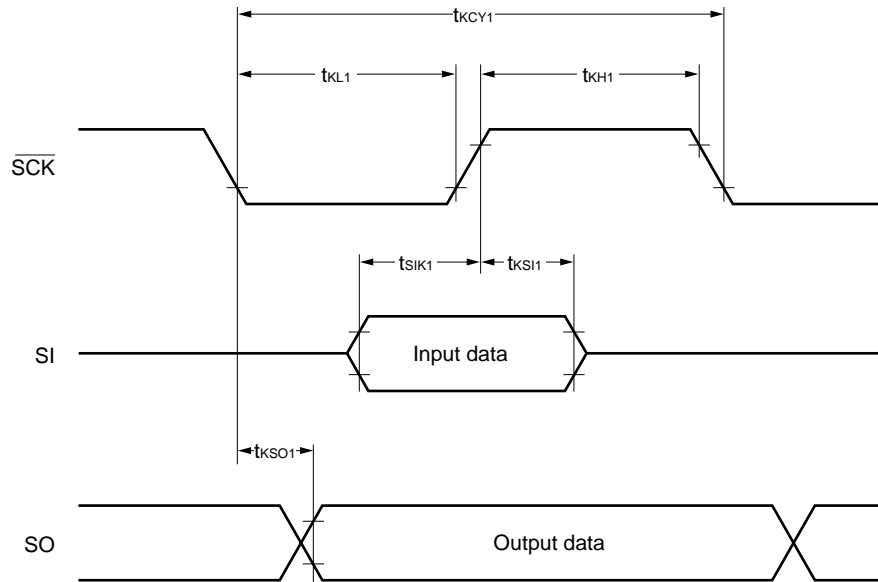 tKCY1
tKL1 tKH1
SCK
tSIK1 tKSI1
SI Input data
tKSO1
SO Output data